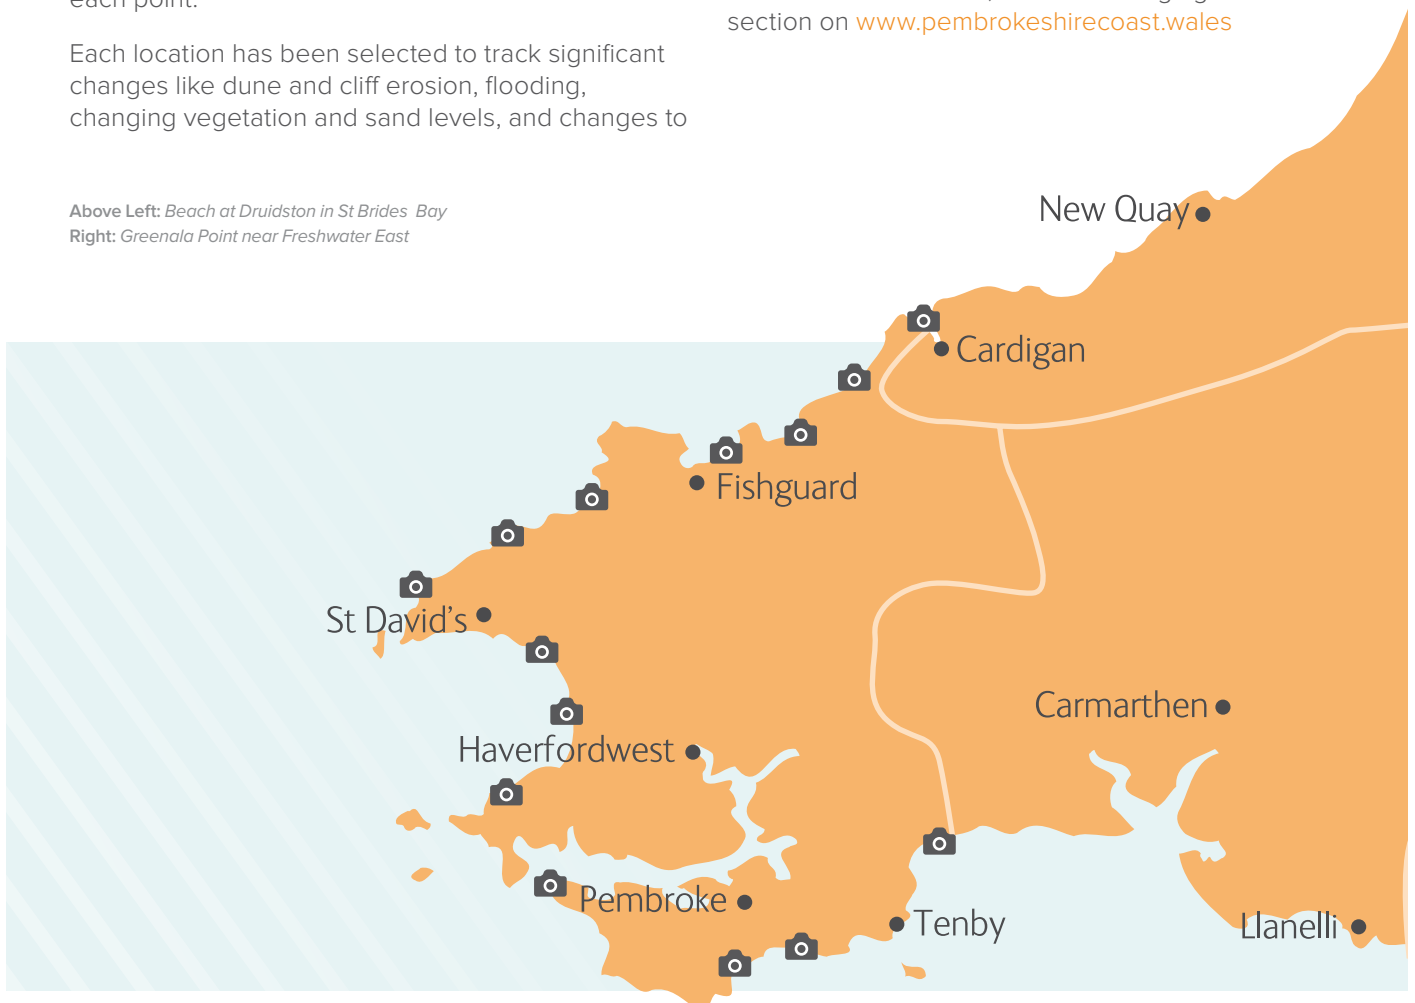 each point.
Each location has been selected to track significant
changes like dune and cliff erosion, flooding,
changing vegetation and sand levels, and changes to
section on www.pembrokeshirecoast.wales
Above Left: Beach at Druidston in St Brides Bay
Right: Greenala Point near Freshwater East
New Quay
Cardigan
Fishguard
St David's
Carmarthen
Haverfordwest
Pembroke
Tenby
Llanelli